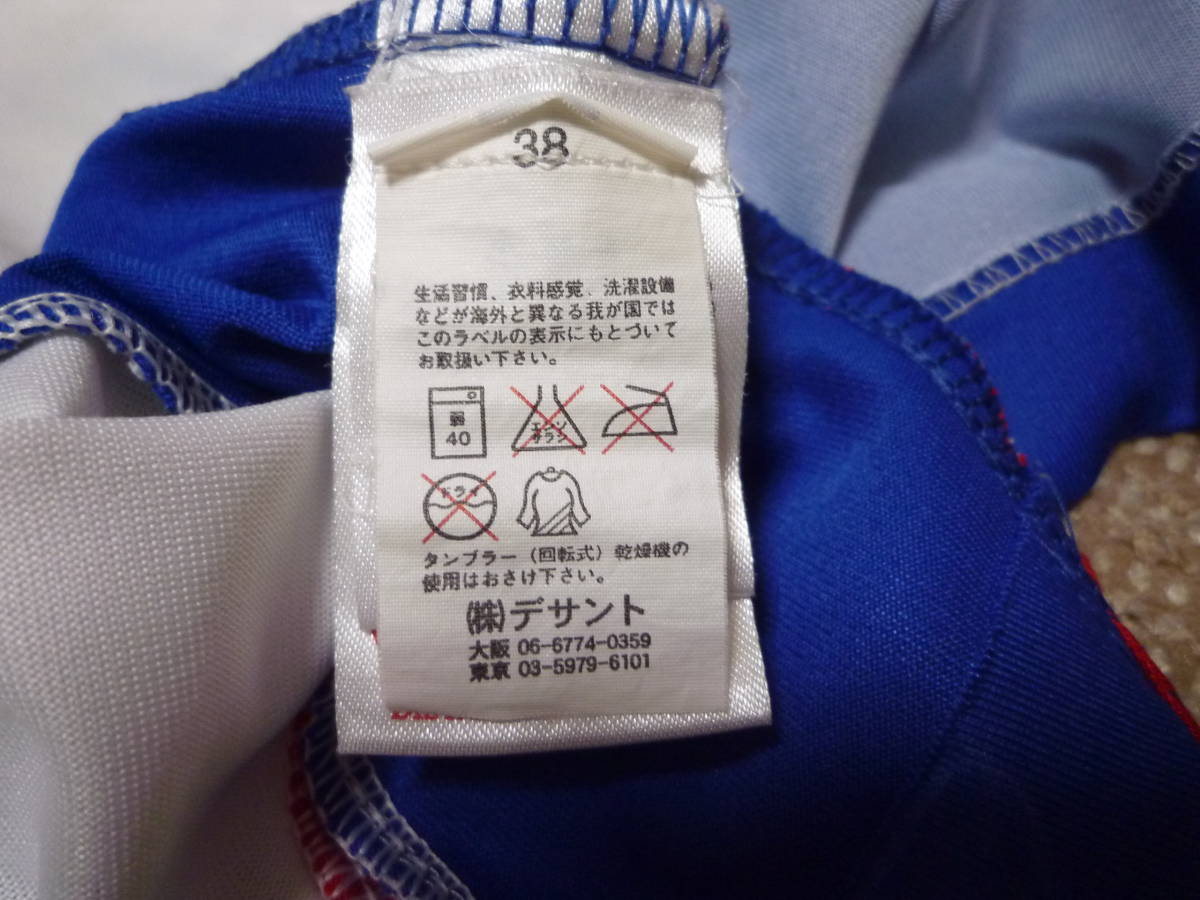 38
生活習慣、衣料感覚、洗濯設備
などが海外と異なる我が国では
このラベルの表示にもとづいて
お取扱い下さい。
弱
40
エンソ
サラシ
ドライ
タンブラー（回転式）乾燥機の
使用はおさけ下さい。
㈱デサント
大阪 06-6774-0359
東京 03-5979-6101